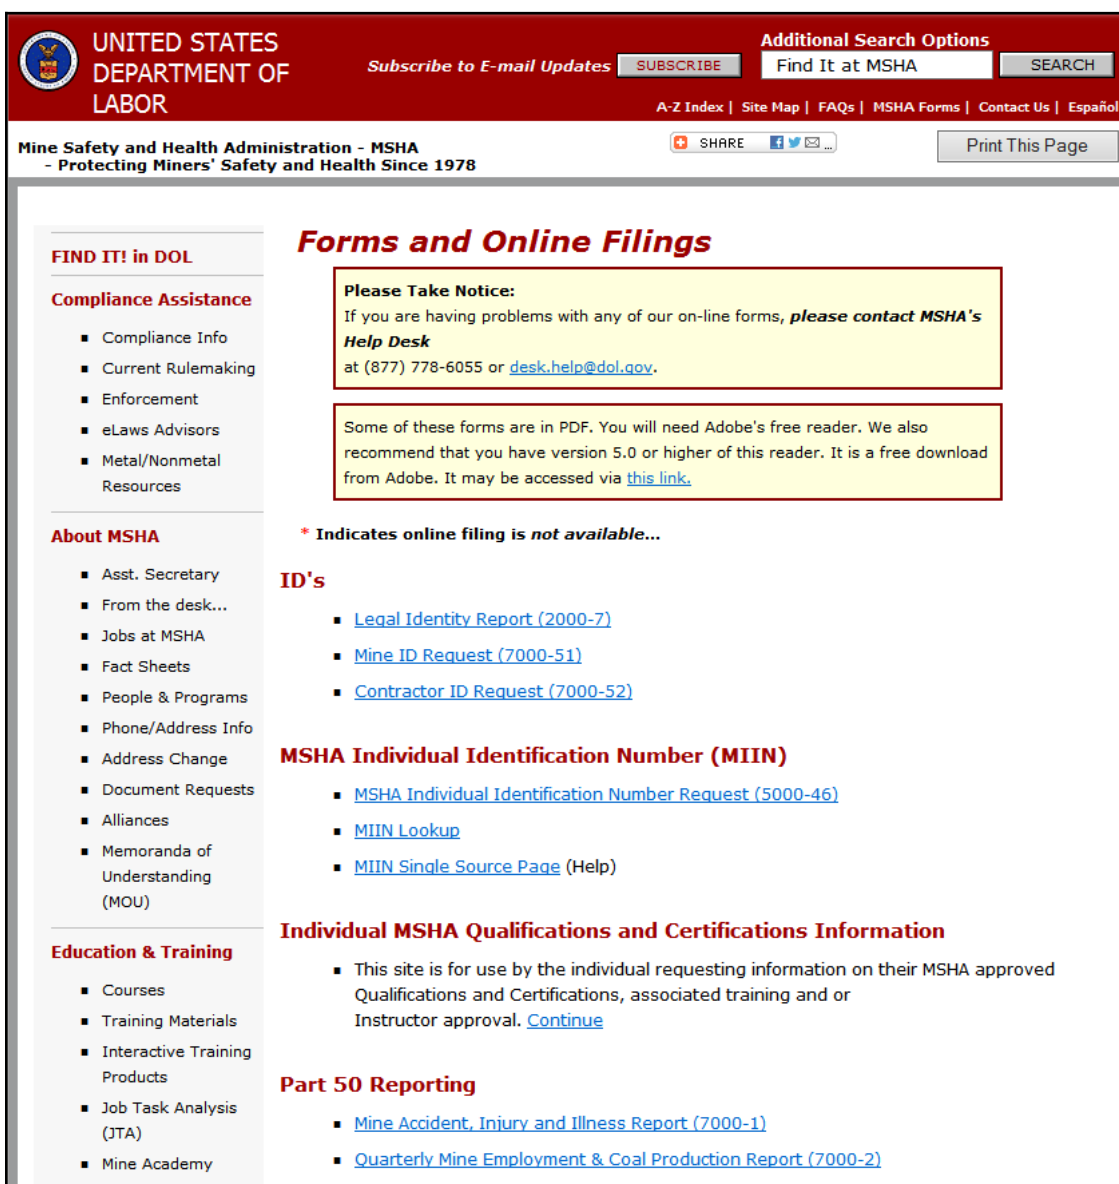 UNITED STATES
DEPARTMENT OF
LABOR
Subscribe to E-mail Updates SUBSCRIBE
Additional Search Options
Find It at MSHA SEARCH
A-Z Index | Site Map | FAQs | MSHA Forms | Contact Us | Español
Mine Safety and Health Administration - MSHA
- Protecting Miners' Safety and Health Since 1978
SHARE ...
Print This Page
FIND IT! in DOL
Compliance Assistance
Compliance Info
Current Rulemaking
Enforcement
eLaws Advisors
Metal/Nonmetal
Resources
About MSHA
Asst. Secretary
From the desk...
Jobs at MSHA
Fact Sheets
People & Programs
Phone/Address Info
Address Change
Document Requests
Alliances
Memoranda of
Understanding
(MOU)
Education & Training
Courses
Training Materials
Interactive Training
Products
Job Task Analysis
(JTA)
Mine Academy
Forms and Online Filings
Please Take Notice:
If you are having problems with any of our on-line forms, please contact MSHA's
Help Desk
at (877) 778-6055 or desk.help@dol.gov.
Some of these forms are in PDF. You will need Adobe's free reader. We also
recommend that you have version 5.0 or higher of this reader. It is a free download
from Adobe. It may be accessed via this link.
* Indicates online filing is not available...
ID's
Legal Identity Report (2000-7)
Mine ID Request (7000-51)
Contractor ID Request (7000-52)
MSHA Individual Identification Number (MIIN)
MSHA Individual Identification Number Request (5000-46)
MIIN Lookup
MIIN Single Source Page (Help)
Individual MSHA Qualifications and Certifications Information
This site is for use by the individual requesting information on their MSHA approved
Qualifications and Certifications, associated training and or
Instructor approval. Continue
Part 50 Reporting
Mine Accident, Injury and Illness Report (7000-1)
Quarterly Mine Employment & Coal Production Report (7000-2)